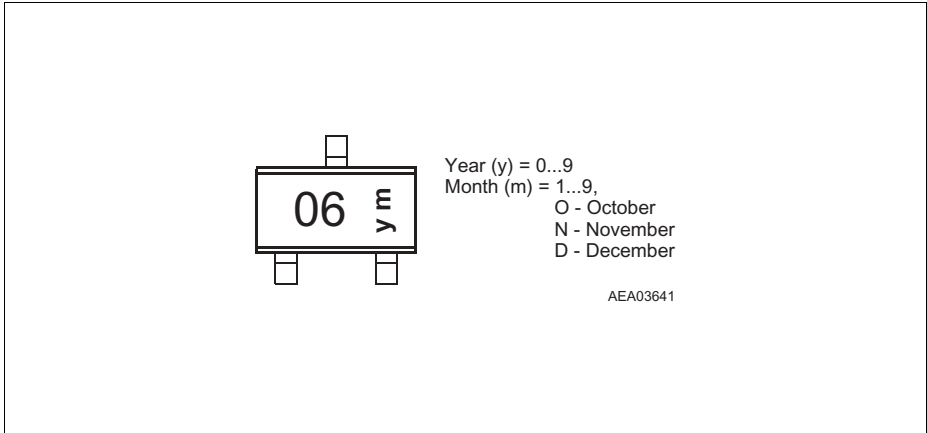 06
y m
Year (y) = 0...9
Month (m) = 1...9,
O - October
N - November
D - December
AEA03641